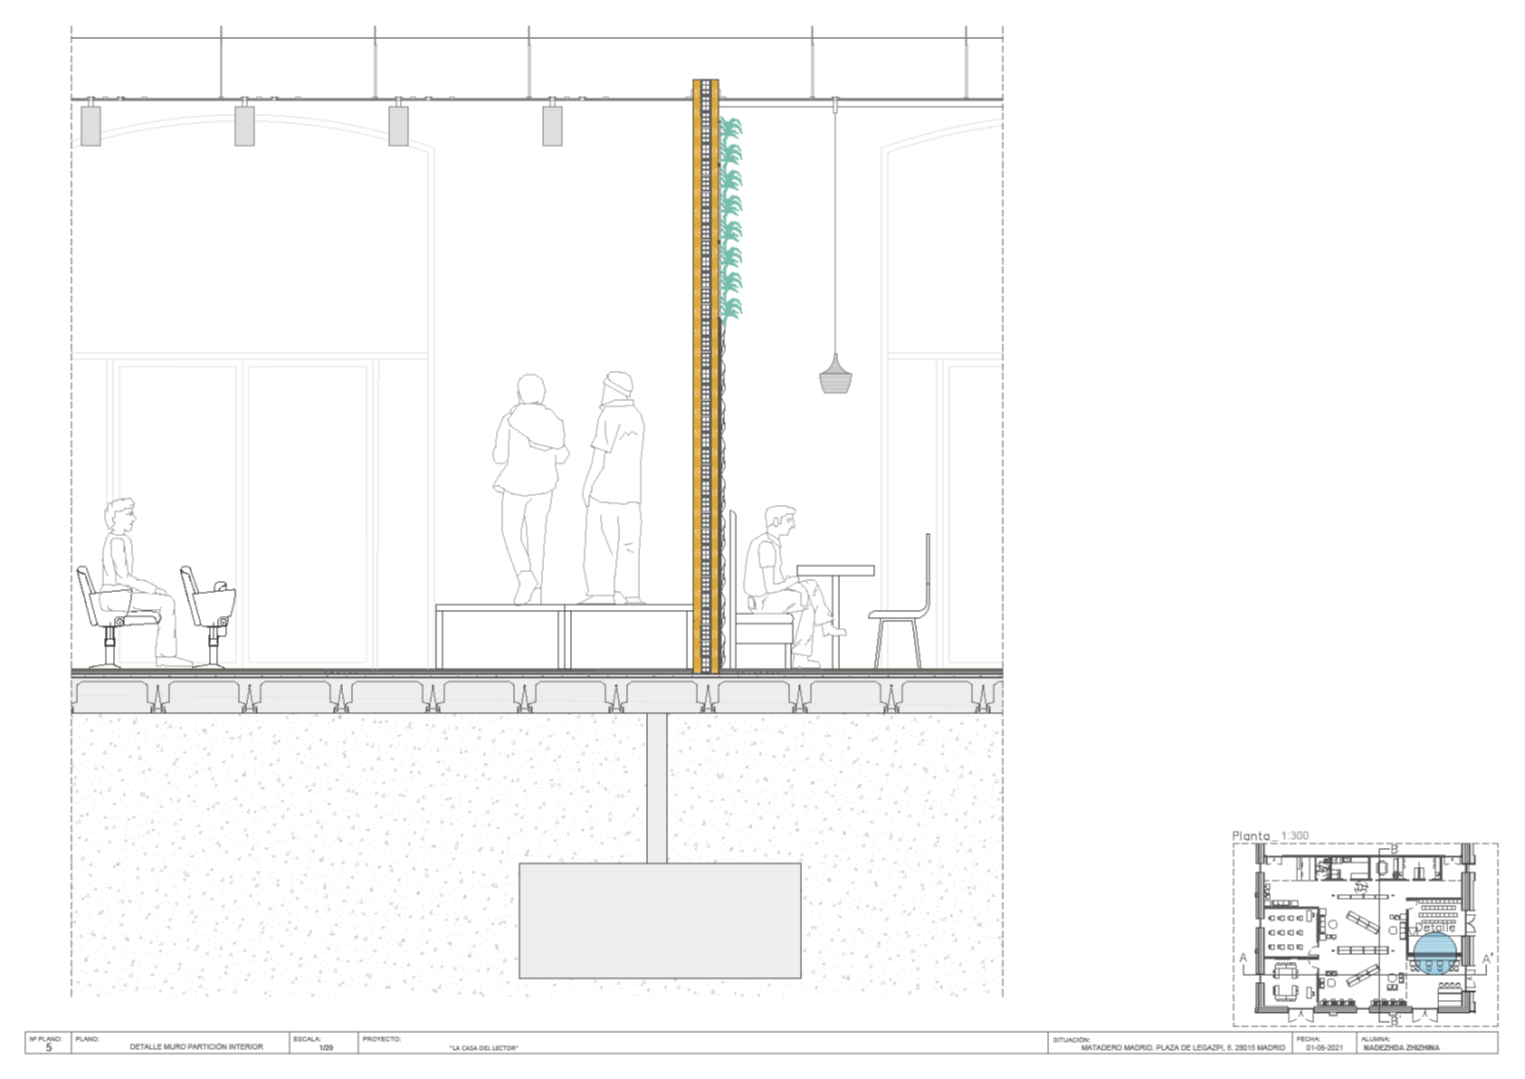 Planta_ 1:300
B
Detalle
A
A'
B'
Nº PLANO:
5
PLANO:
DETALLE MURO PARTICIÓN INTERIOR
ESCALA:
1/20
PROYECTO:
"LA CASA DEL LECTOR"
SITUACIÓN:
MATADERO MADRID. PLAZA DE LEGAZPI, 8. 28015 MADRID
FECHA:
01-06-2021
ALUMNA:
NADEZHDA ZHIZHINA